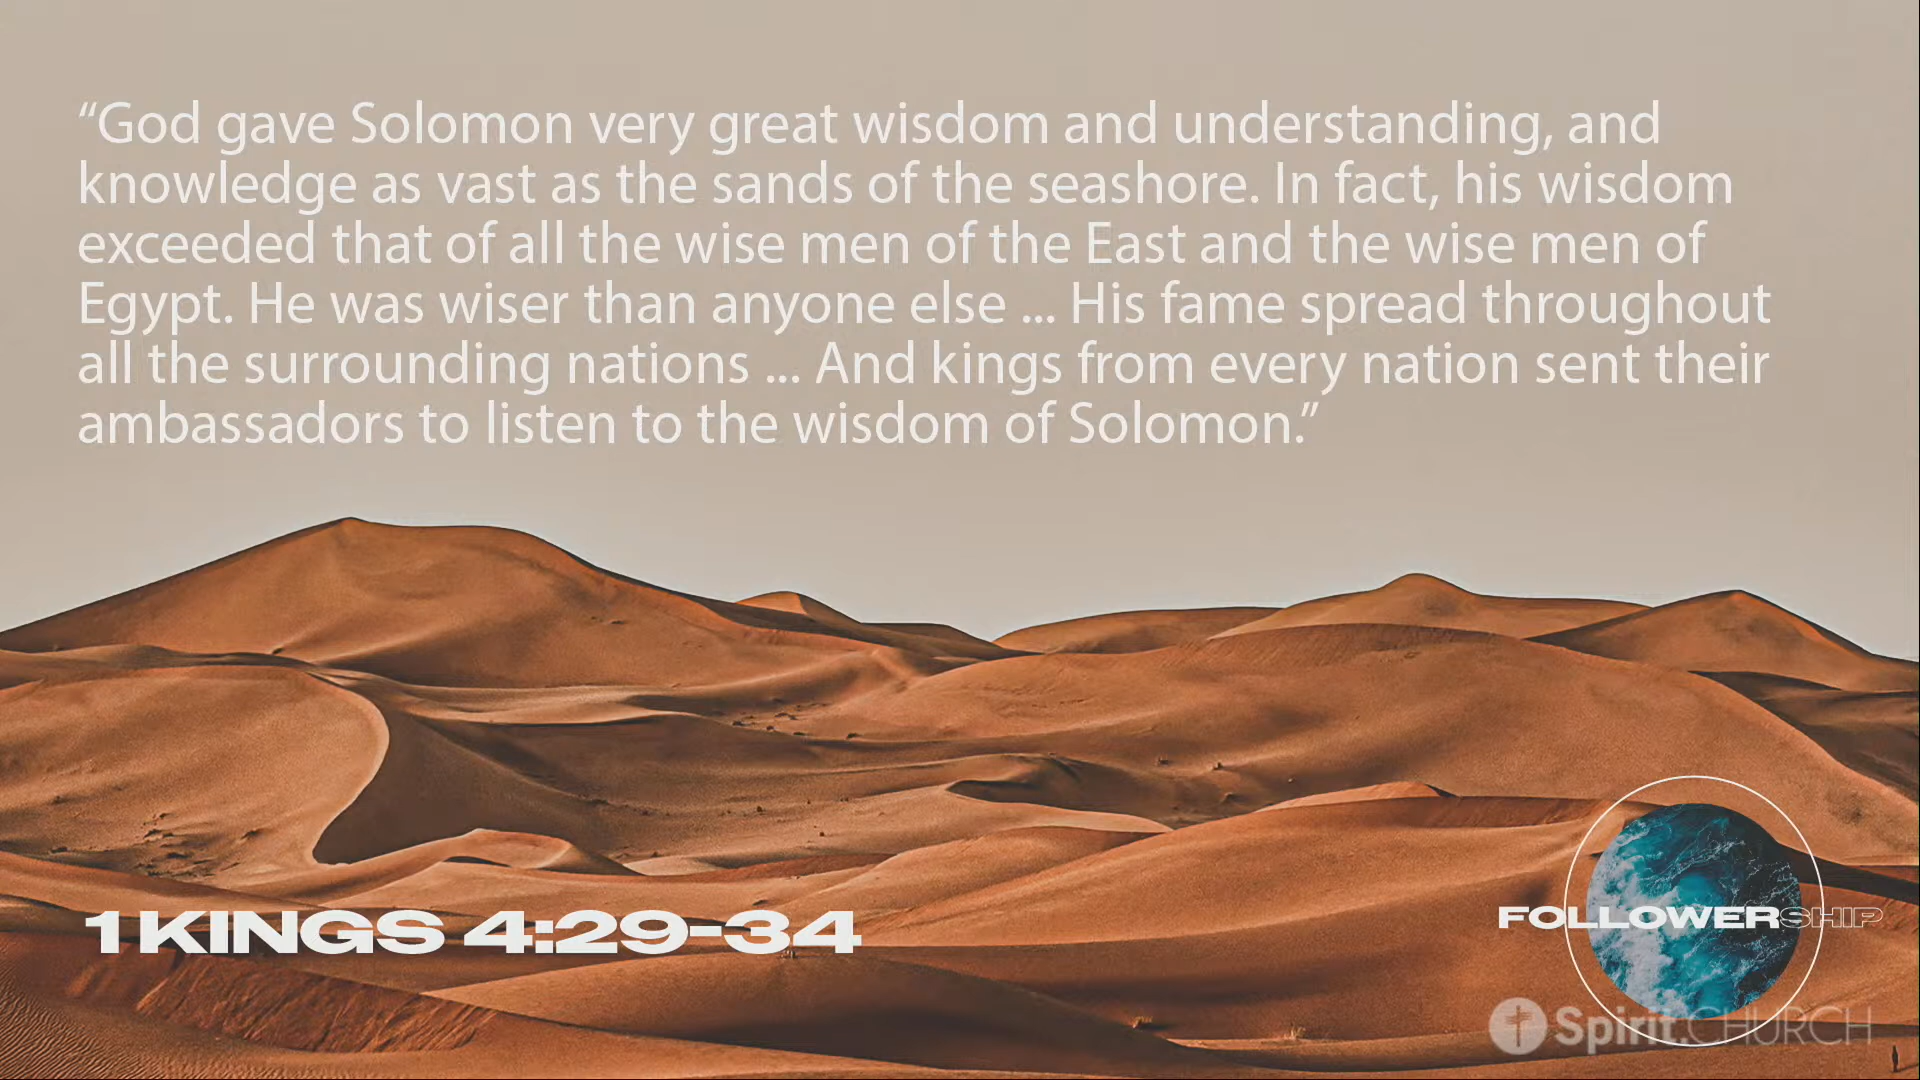 “God gave Solomon very great wisdom and understanding, and
knowledge as vast as the sands of the seashore. In fact, his wisdom
exceeded that of all the wise men of the East and the wise men of
Egypt. He was wiser than anyone else ... His fame spread throughout
all the surrounding nations ... And kings from every nation sent their
ambassadors to listen to the wisdom of Solomon.”
1 KINGS 4:29-34
FOLLOWERSHIP
Spirit.CHURCH